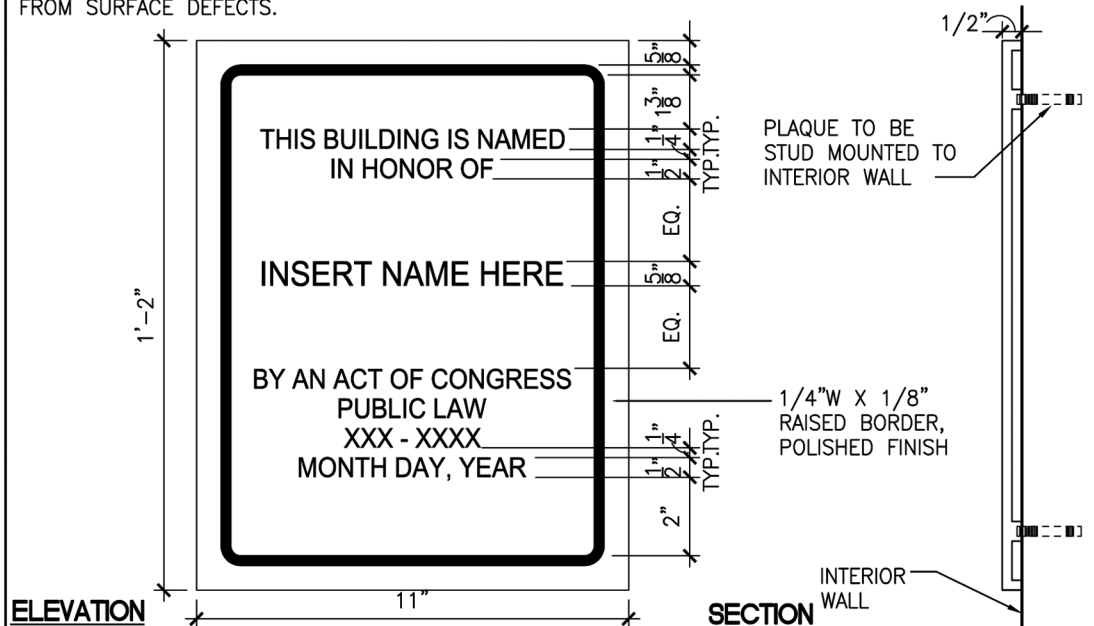 FROM SURFACE DEFECTS.
1/2"
5/8"
1 3/8"
THIS BUILDING IS NAMED
IN HONOR OF
1/4" TYP.
1/2" TYP.
PLAQUE TO BE
STUD MOUNTED TO
INTERIOR WALL
EQ.
INSERT NAME HERE
5/8"
1'-2"
EQ.
BY AN ACT OF CONGRESS
PUBLIC LAW
XXX - XXXX
MONTH DAY, YEAR
1/4" TYP.
1/2" TYP.
1/4"W X 1/8"
RAISED BORDER,
POLISHED FINISH
2"
INTERIOR
WALL
11"
ELEVATION
SECTION